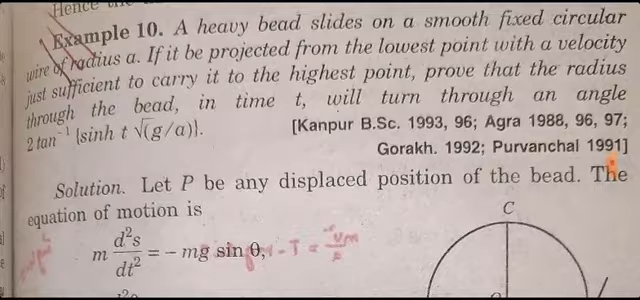 Hence
Example 10. A heavy bead slides on a smooth fixed circular
wire of radius a. If it be projected from the lowest point with a velocity
just sufficient to carry it to the highest point, prove that the radius
through the bead, in time t, will turn through an angle
2 tan⁻¹ {sinh t √(g/a)}.
[Kanpur B.Sc. 1993, 96; Agra 1988, 96, 97;
Gorakh. 1992; Purvanchal 1991]
Solution. Let P be any displaced position of the bead. The
equation of motion is
C
m d²s/dt² = − mg sin θ,